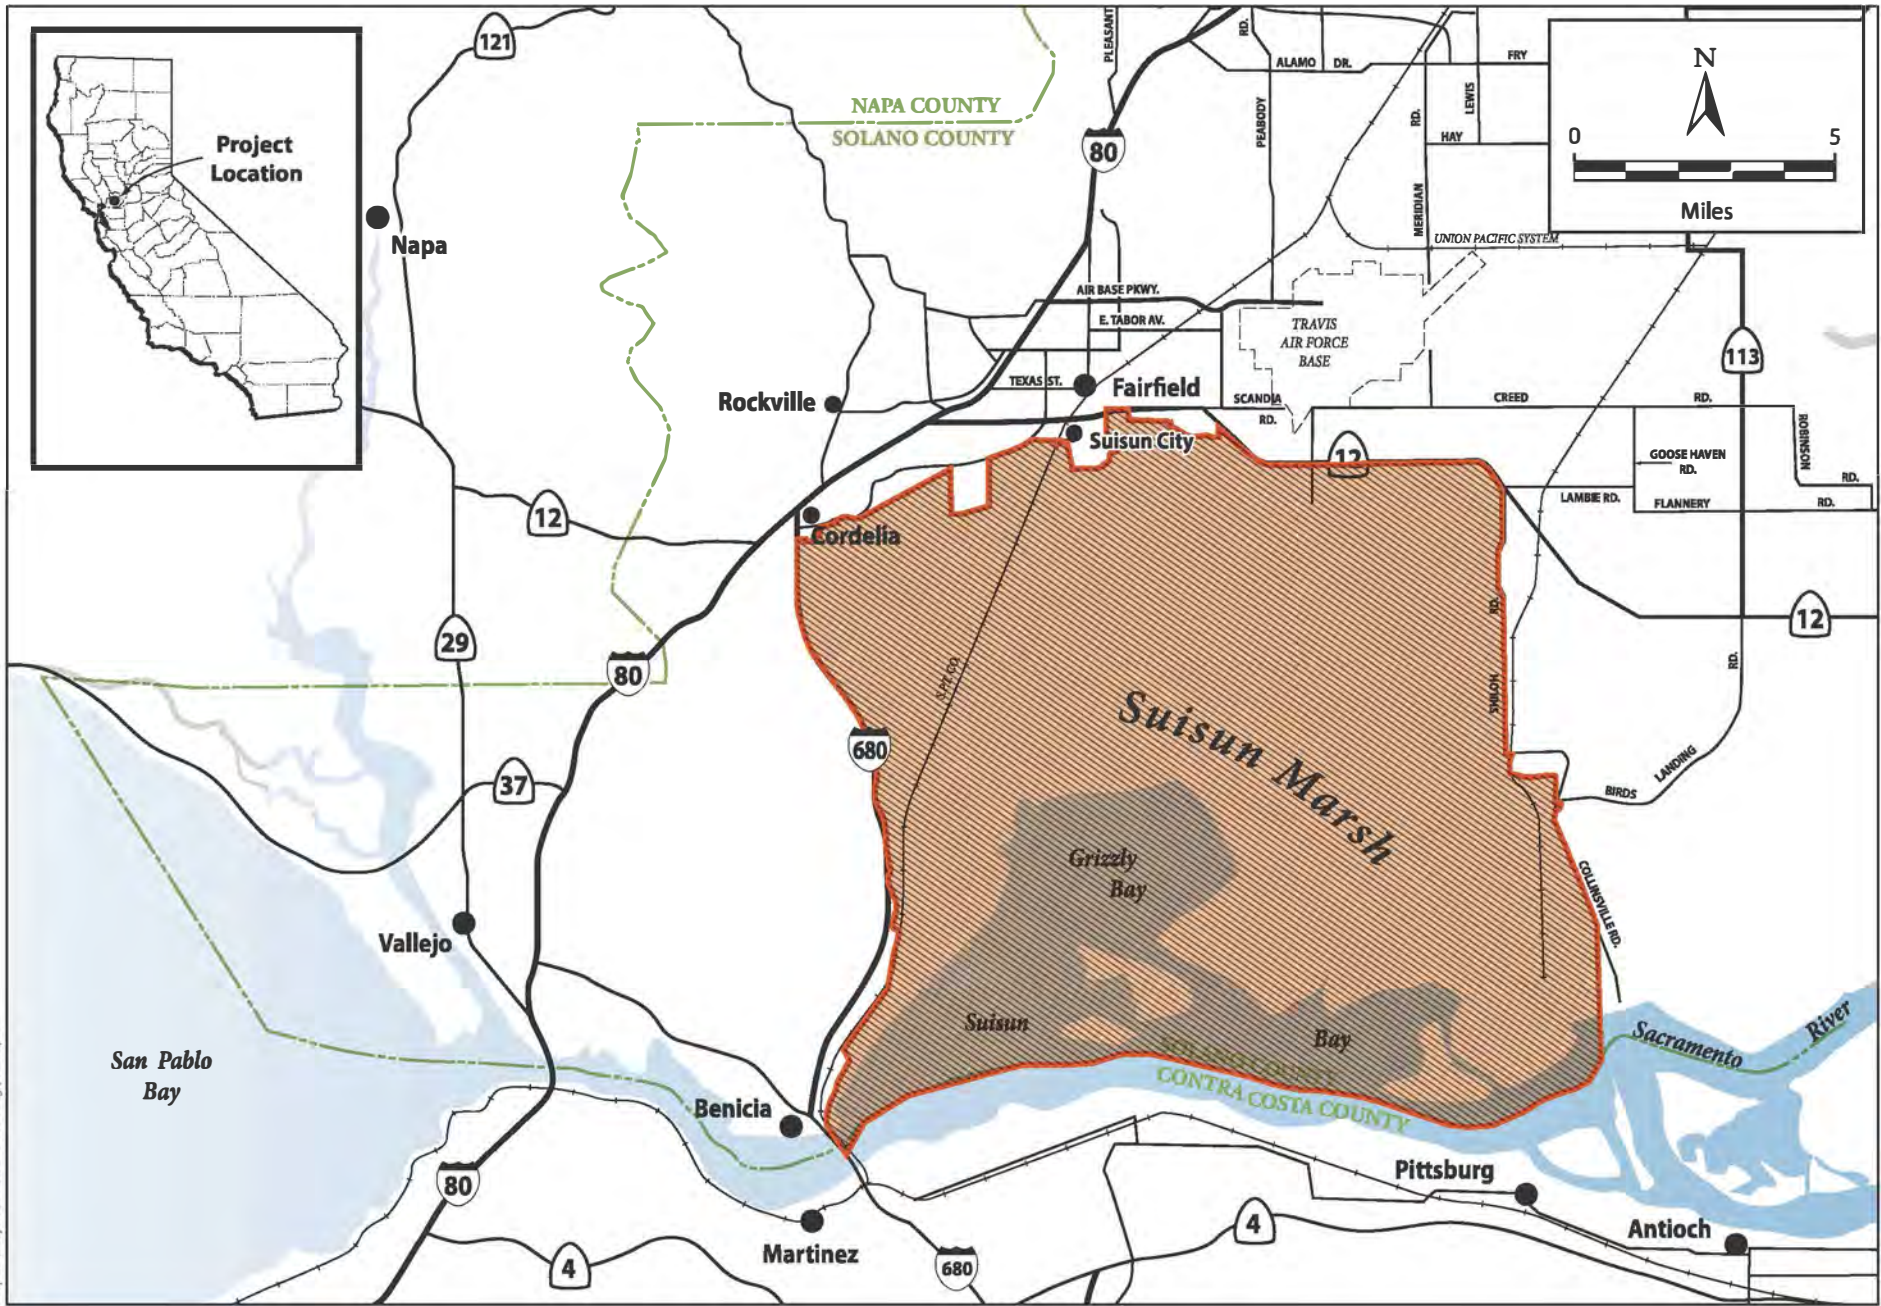 121
PLEASANT
RD.
ALAMO DR.
FRY
N
NAPA COUNTY
SOLANO COUNTY
80
PEABODY
RD.
LEWIS
HAY
0 5
Miles
Project
Location
Napa
MERIDIAN
UNION PACIFIC SYSTEM
AIR BASE PKWY.
E. TABOR AV.
TRAVIS
AIR FORCE
BASE
113
TEXAS ST.
Fairfield
Rockville
SCANDIA
RD.
CREED RD.
Suisun City
12
ROBINSON
RD.
GOOSE HAVEN
RD.
LAMBIE RD.
FLANNERY RD.
12
Cordelia
RD.
12
29
80
S.P.T. CO.
SHILOH
RD.
Suisun Marsh
680
37
BIRDS
LANDING
Grizzly
Bay
COLLINSVILLE RD.
Vallejo
Suisun
Bay
Sacramento
River
SOLANO COUNTY
CONTRA COSTA COUNTY
San Pablo
Bay
Benicia
80
Pittsburg
Martinez
4
Antioch
4
680